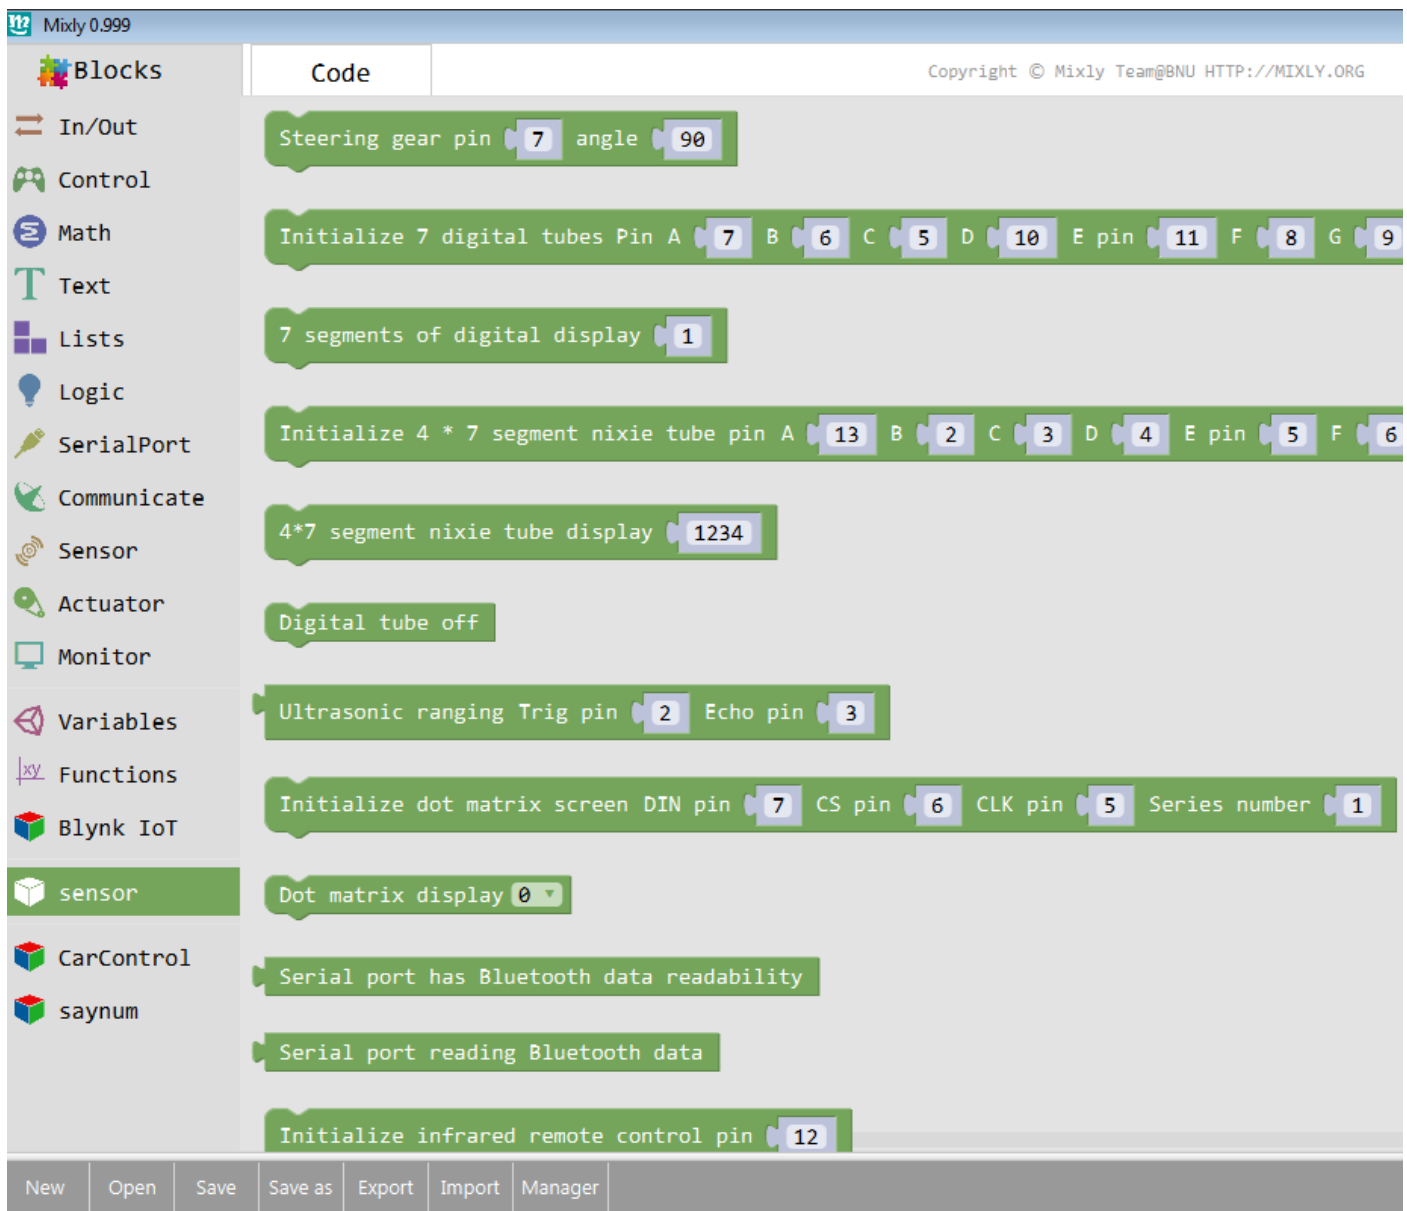 Mixly 0.999
Blocks
Code
Copyright © Mixly Team@BNU HTTP://MIXLY.ORG
In/Out
Control
Math
Text
Lists
Logic
SerialPort
Communicate
Sensor
Actuator
Monitor
Variables
Functions
Blynk IoT
sensor
CarControl
saynum
Steering gear pin 7 angle 90
Initialize 7 digital tubes Pin A 7 B 6 C 5 D 10 E pin 11 F 8 G 9
7 segments of digital display 1
Initialize 4 * 7 segment nixie tube pin A 13 B 2 C 3 D 4 E pin 5 F 6
4*7 segment nixie tube display 1234
Digital tube off
Ultrasonic ranging Trig pin 2 Echo pin 3
Initialize dot matrix screen DIN pin 7 CS pin 6 CLK pin 5 Series number 1
Dot matrix display 0
Serial port has Bluetooth data readability
Serial port reading Bluetooth data
Initialize infrared remote control pin 12
New Open Save Save as Export Import Manager